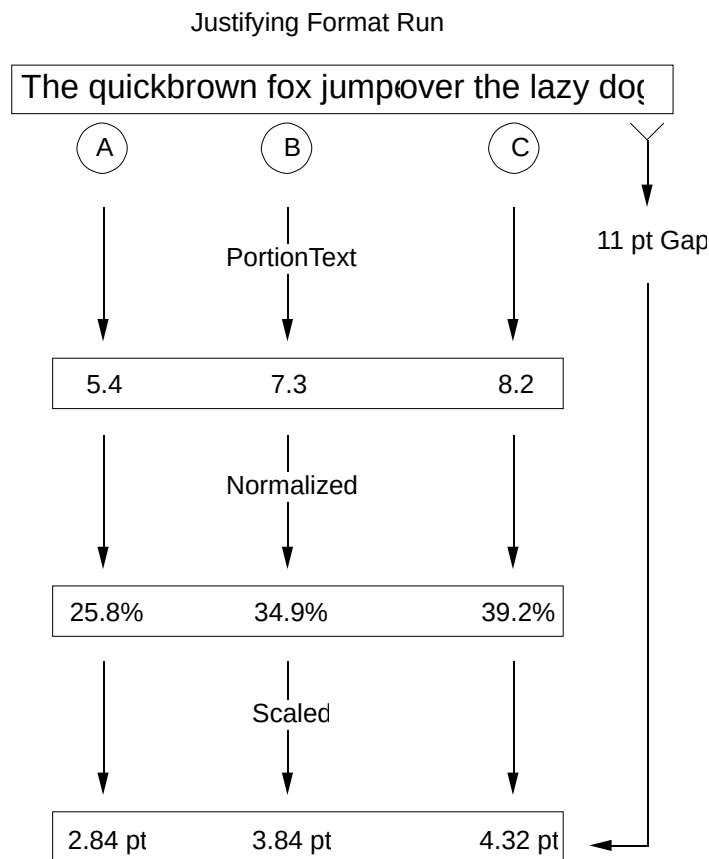 Justifying Format Run
The quickbrown fox jump over the lazy dog
A B C
11 pt Gap
PortionText
5.4 7.3 8.2
Normalized
25.8% 34.9% 39.2%
Scaled
2.84 pt 3.84 pt 4.32 pt